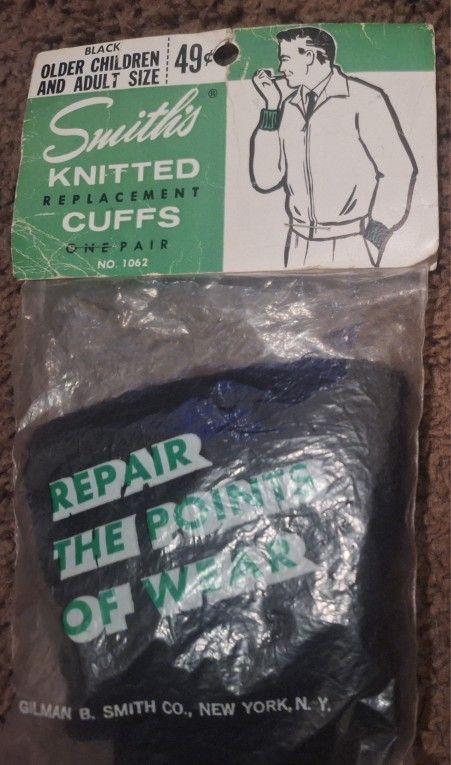 BLACK
OLDER CHILDREN
AND ADULT SIZE
49¢
Smith's®
KNITTED
REPLACEMENT
CUFFS
ONE PAIR
NO. 1062
REPAIR
THE POINTS
OF WEAR
GILMAN B. SMITH CO., NEW YORK, N. Y.